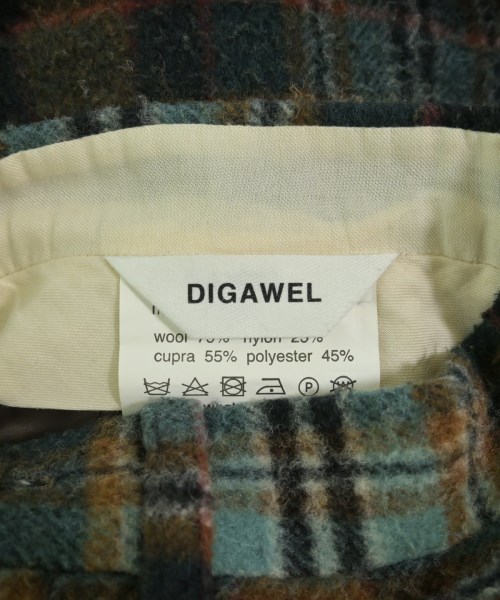 DIGAWEL
wool 75% nylon 25%
cupra 55% polyester 45%
P W